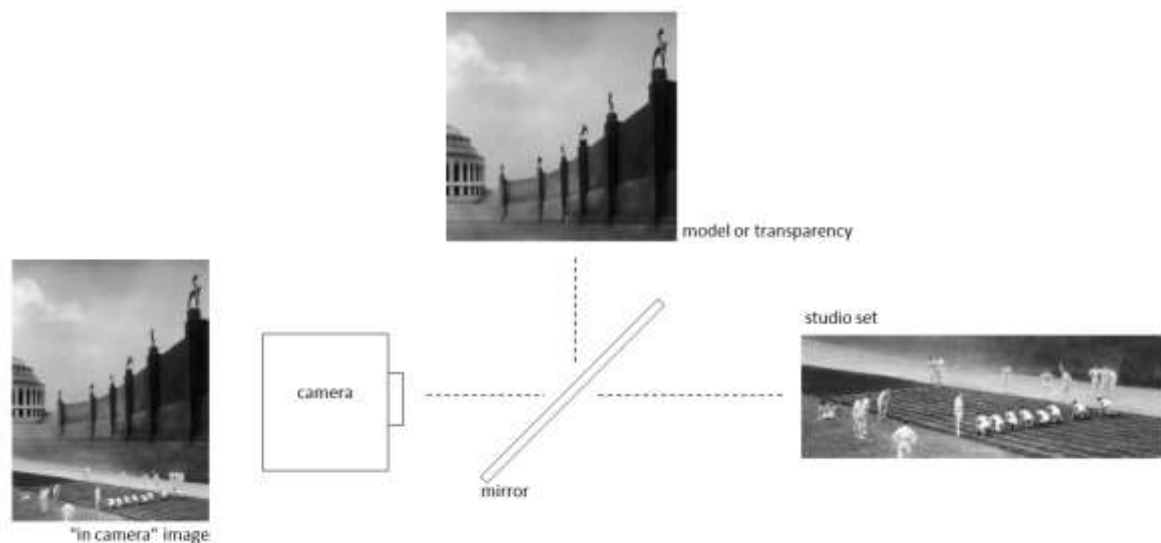 model or transparency
studio set
camera
mirror
"in camera" image